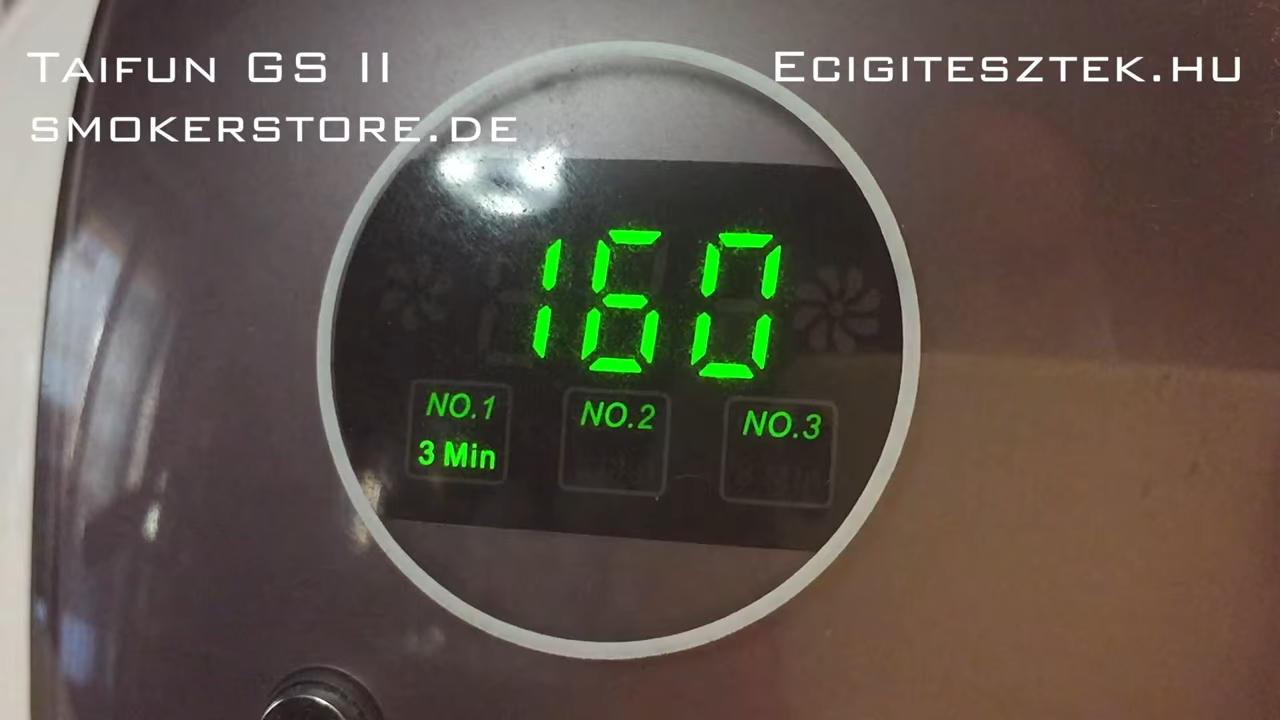 Taifun GS II
smokerstore.de
Ecigitesztek.hu
160
NO.1
3 Min
NO.2
NO.3